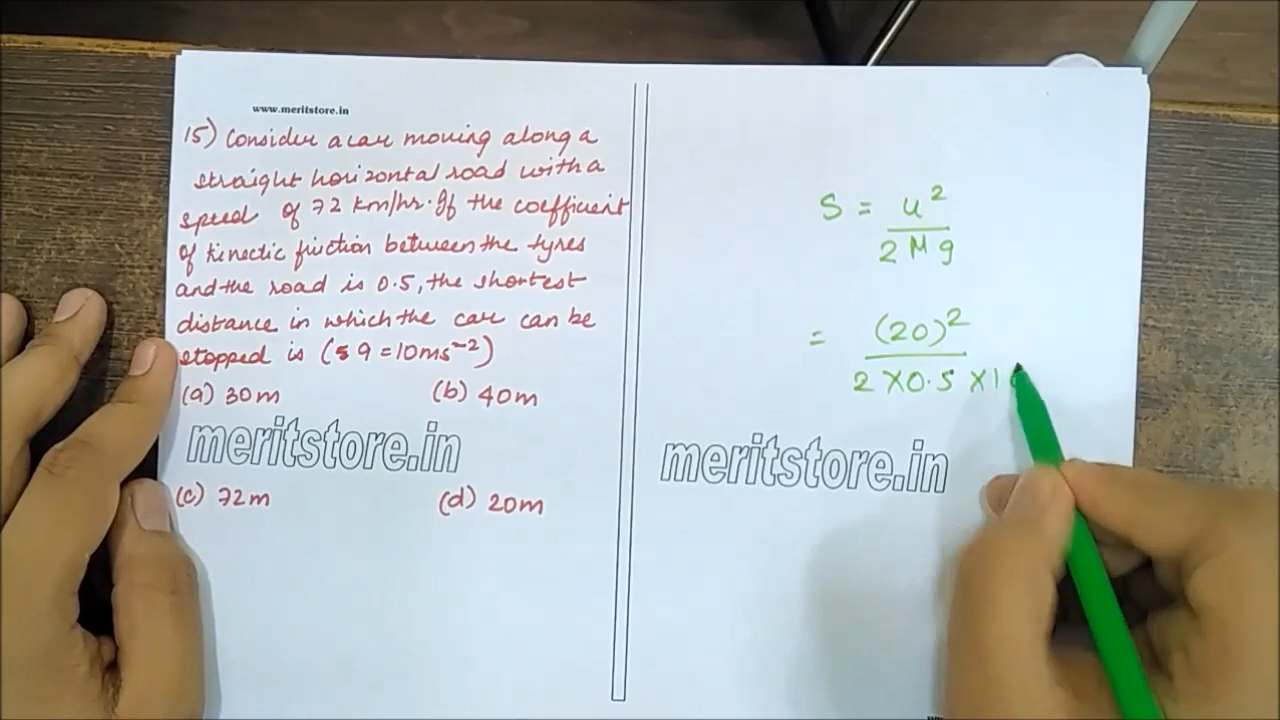 www.meritstore.in
15) Consider a car moving along a
straight horizontal road with a
speed of 72 km/hr. If the coefficient
of kinectic friction between the tyres
and the road is 0.5, the shortest
distance in which the car can be
stopped is (g = 10ms⁻²)
(a) 30m (b) 40m
meritstore.in
(c) 72m (d) 20m
S = u²
2 μ g
= (20)²
2 X 0.5 X 10
meritstore.in